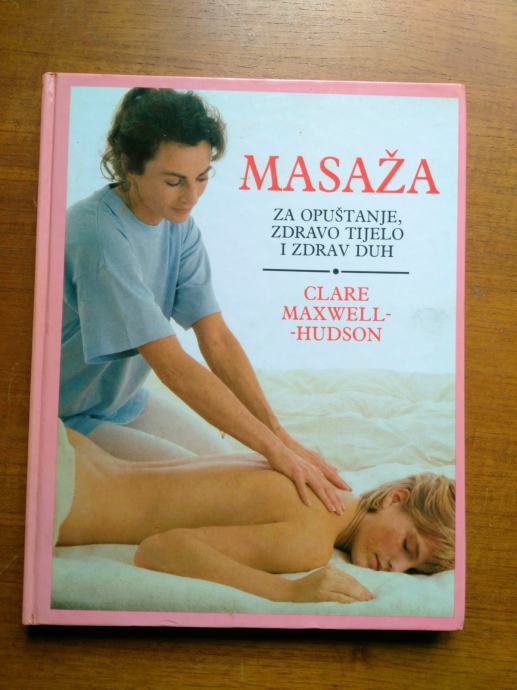 MASAŽA
ZA OPUŠTANJE,
ZDRAVO TIJELO
I ZDRAV DUH
CLARE
MAXWELL-
-HUDSON